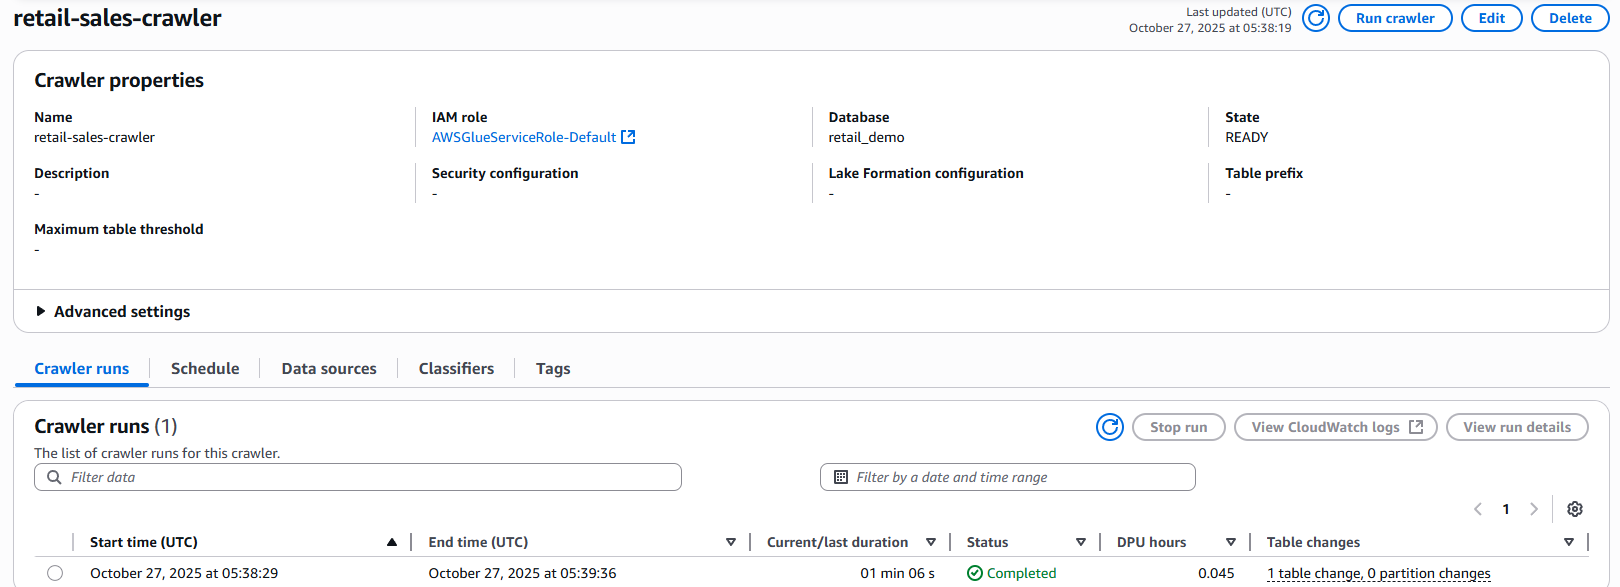 retail-sales-crawler
Last updated (UTC)
October 27, 2025 at 05:38:19
Run crawler
Edit
Delete
Crawler properties
Name
retail-sales-crawler
IAM role
AWSGlueServiceRole-Default
Database
retail_demo
State
READY
Description
-
Security configuration
-
Lake Formation configuration
-
Table prefix
-
Maximum table threshold
-
Advanced settings
Crawler runs
Schedule
Data sources
Classifiers
Tags
Crawler runs (1)
The list of crawler runs for this crawler.
Stop run
View CloudWatch logs
View run details
Filter data
Filter by a date and time range
1
Start time (UTC)
End time (UTC)
Current/last duration
Status
DPU hours
Table changes
October 27, 2025 at 05:38:29
October 27, 2025 at 05:39:36
01 min 06 s
Completed
0.045
1 table change, 0 partition changes